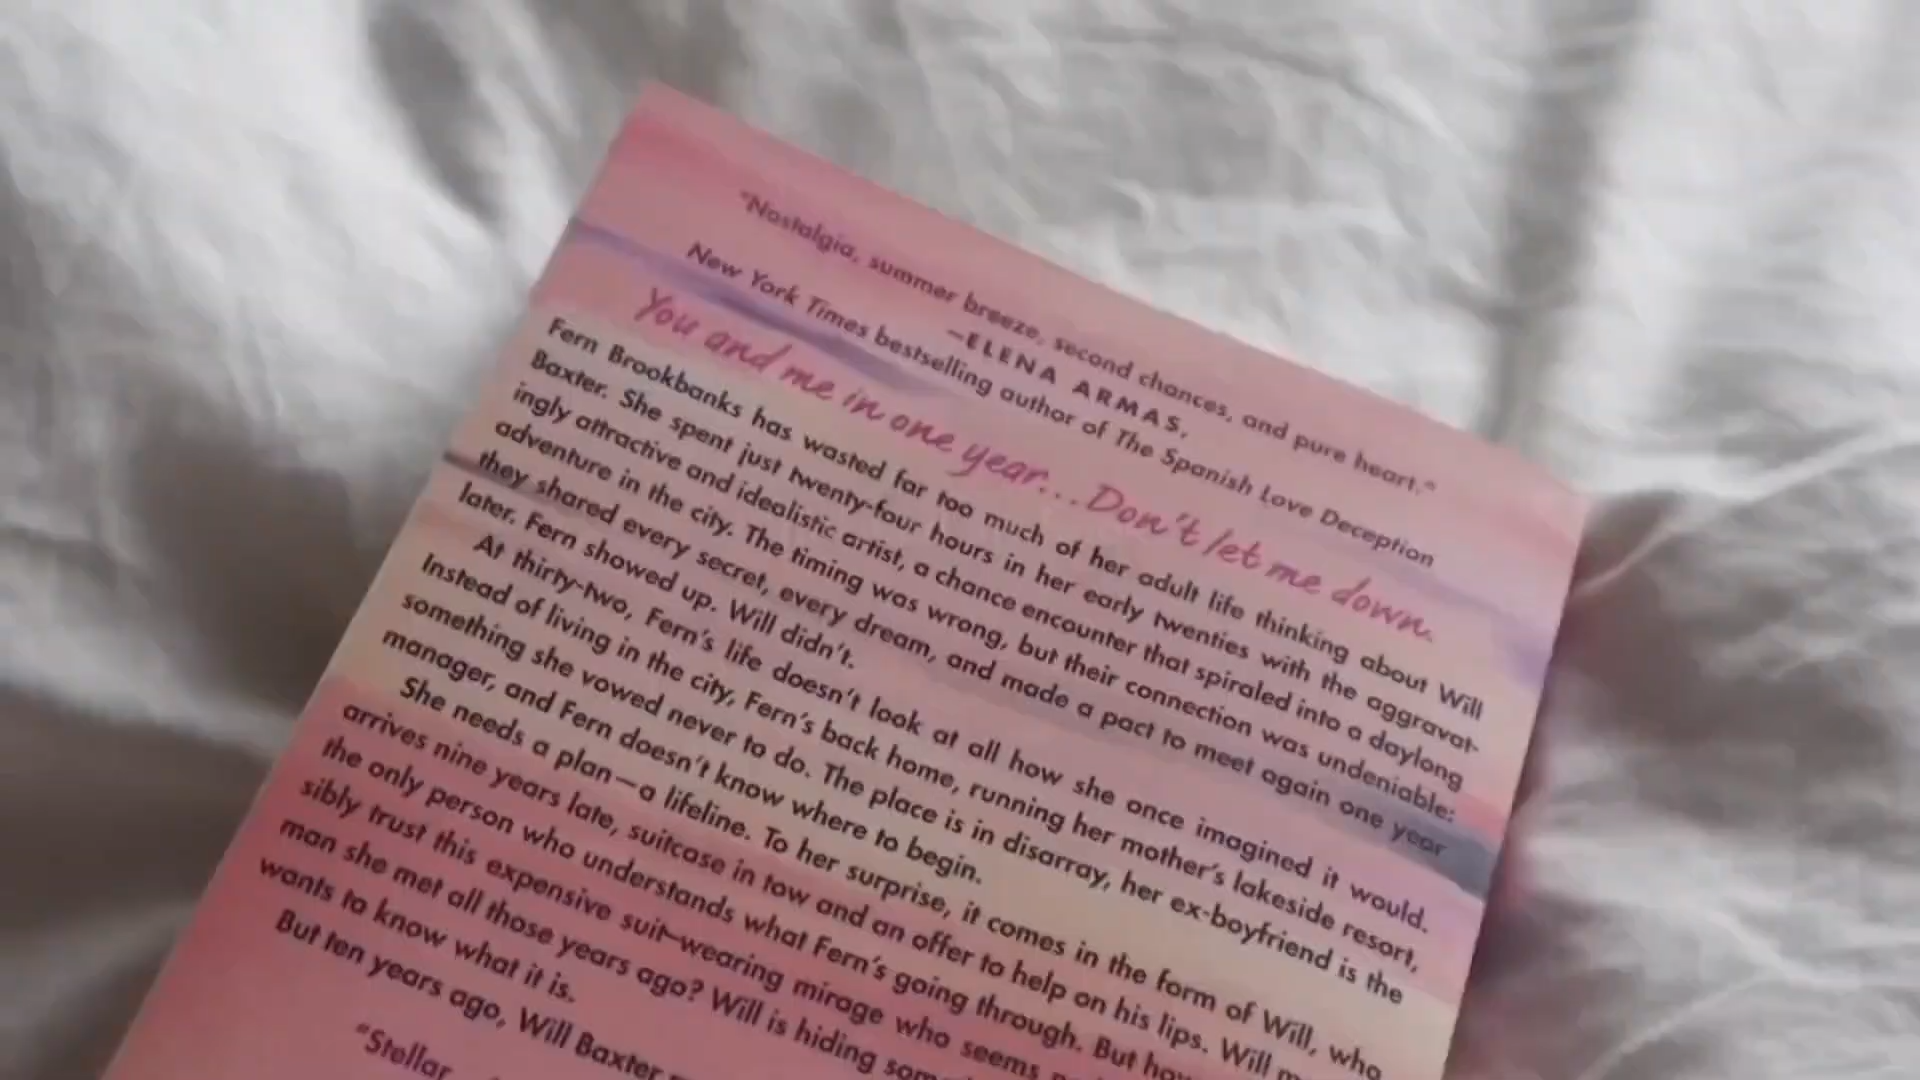 "Nostalgia, summer breeze, second chances, and pure heart."
—ELENA ARMAS,
New York Times bestselling author of The Spanish Love Deception
You and me in one year... Don't let me down.
Fern Brookbanks has wasted far too much of her adult life thinking about Will
Baxter. She spent just twenty-four hours in her early twenties with the aggravat-
ingly attractive and idealistic artist, a chance encounter that spiraled into a daylong
adventure in the city. The timing was wrong, but their connection was undeniable:
they shared every secret, every dream, and made a pact to meet again one year
later. Fern showed up. Will didn't.
At thirty-two, Fern's life doesn't look at all how she once imagined it would.
Instead of living in the city, Fern's back home, running her mother's lakeside resort,
something she vowed never to do. The place is in disarray, her ex-boyfriend is the
manager, and Fern doesn't know where to begin.
She needs a plan—a lifeline. To her surprise, it comes in the form of Will, who
arrives nine years late, suitcase in tow and an offer to help on his lips. Will
the only person who understands what Fern's going through. But how
sibly trust this expensive suit-wearing mirage who seems
man she met all those years ago? Will is hiding
wants to know what it is.
But ten years ago, Will Baxter
"Stellar